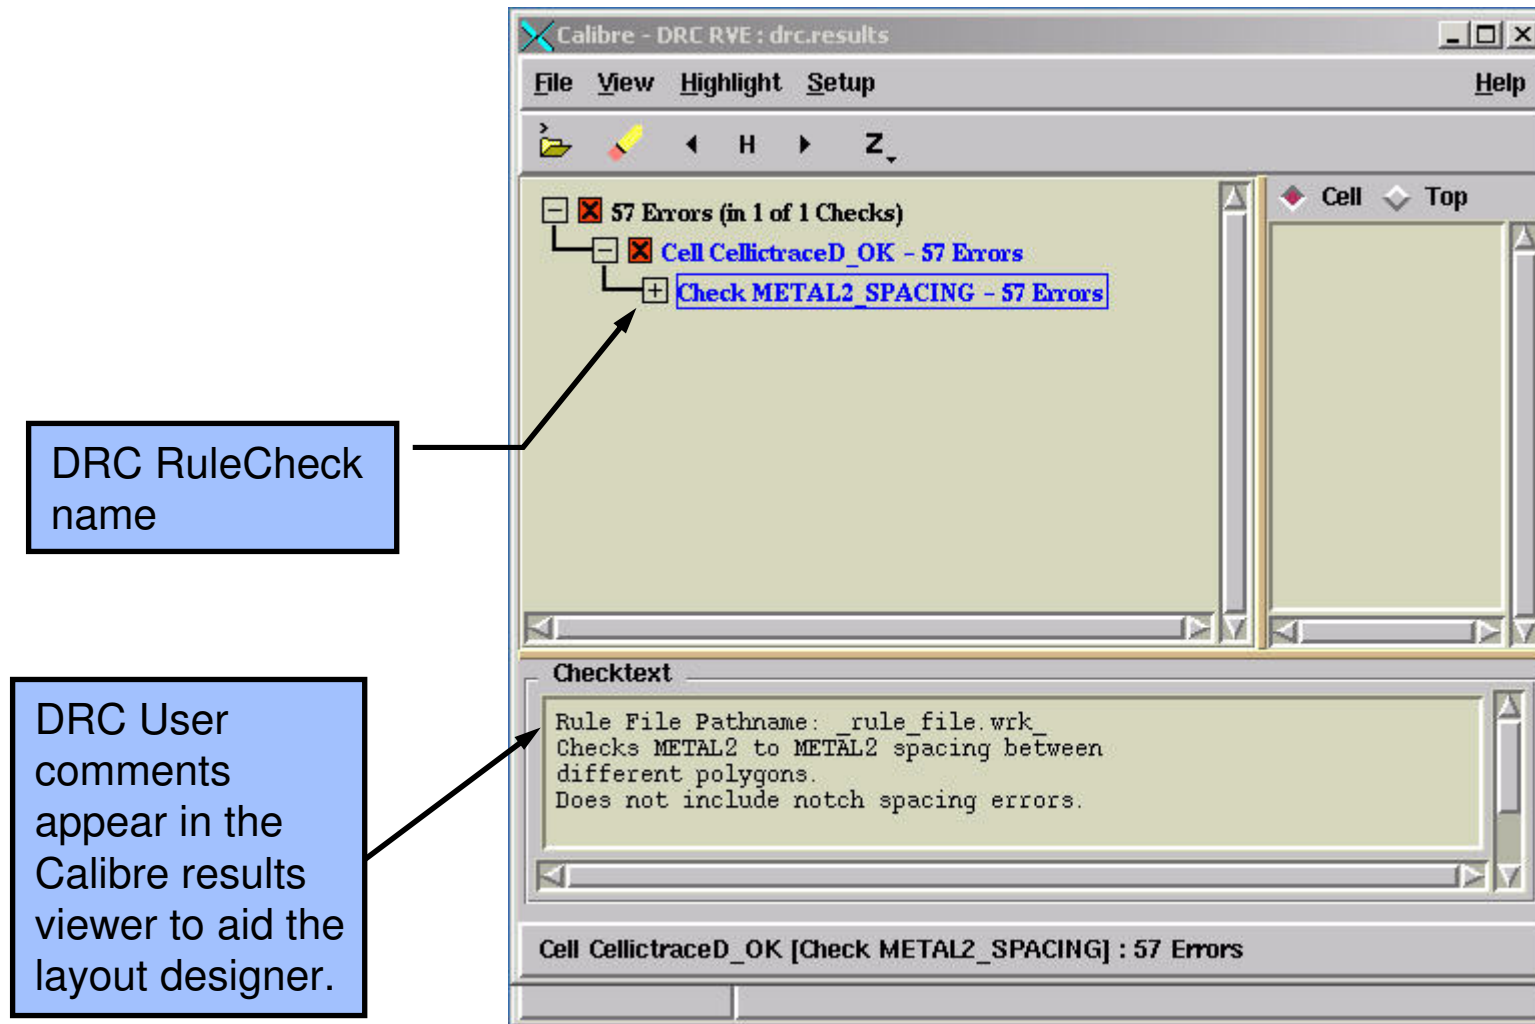 Calibre - DRC RVE : drc.results
File View Highlight Setup Help
H Z
57 Errors (in 1 of 1 Checks)
Cell CellictraceD_OK - 57 Errors
Check METAL2_SPACING - 57 Errors
Cell Top
DRC RuleCheck
name
Checktext
Rule File Pathname: _rule_file.wrk_
Checks METAL2 to METAL2 spacing between
different polygons.
Does not include notch spacing errors.
DRC User
comments
appear in the
Calibre results
viewer to aid the
layout designer.
Cell CellictraceD_OK [Check METAL2_SPACING] : 57 Errors